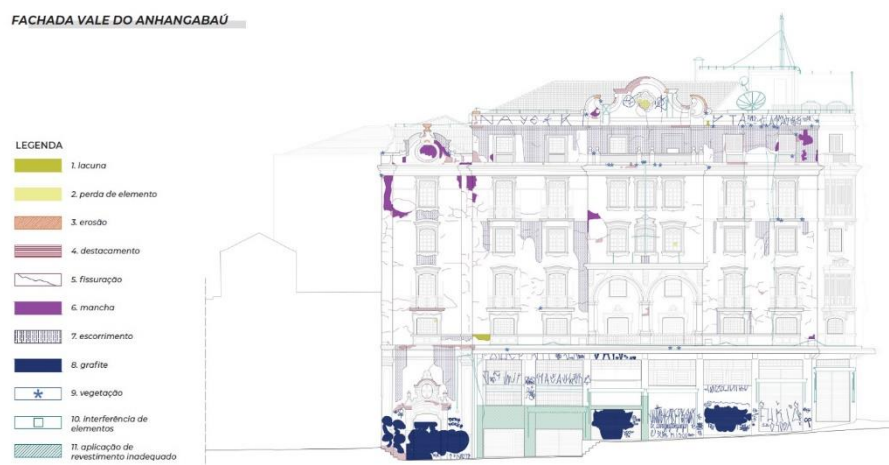 FACHADA VALE DO ANHANGABAÚ
LEGENDA
1. lacuna
2. perda de elemento
3. erosão
4. destacamento
5. fissuração
6. mancha
7. escorrimento
8. grafite
9. vegetação
10. interferência de
elementos
11. aplicação de
revestimento inadequado